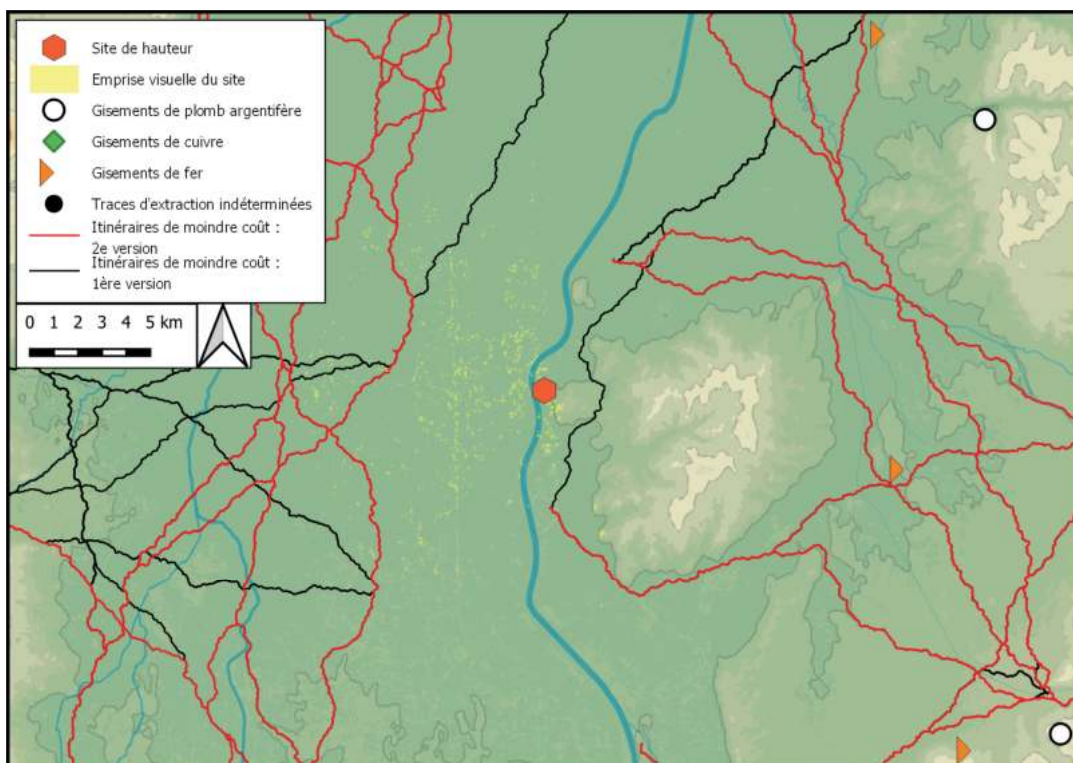 Site de hauteur
Emprise visuelle du site
Gisements de plomb argentifère
Gisements de cuivre
Gisements de fer
Traces d'extraction indéterminées
Itinéraires de moindre coût :
2e version
Itinéraires de moindre coût :
1ère version
0 1 2 3 4 5 km